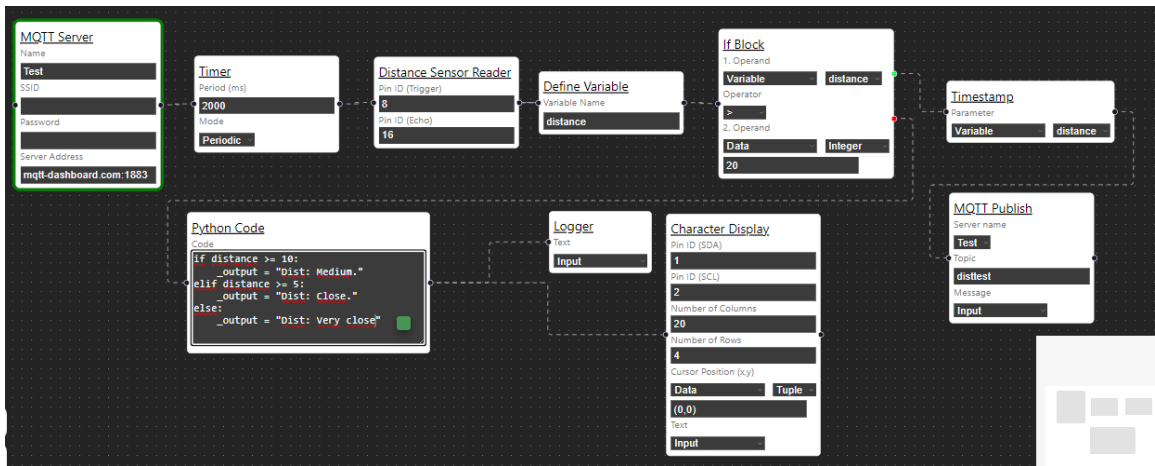 MQTT Server
Name
Test
SSID
Password
Server Address
mqtt-dashboard.com:1883
Timer
Period (ms)
2000
Mode
Periodic
Distance Sensor Reader
Pin ID (Trigger)
8
Pin ID (Echo)
16
Define Variable
Variable Name
distance
If Block
1. Operand
Variable distance
Operator
>
2. Operand
Data Integer
20
Timestamp
Parameter
Variable distance
MQTT Publish
Server name
Test
Topic
disttest
Message
Input
Python Code
Code
if distance >= 10:
_output = "Dist: Medium."
elif distance >= 5:
_output = "Dist: Close."
else:
_output = "Dist: Very close"
Logger
Text
Input
Character Display
Pin ID (SDA)
1
Pin ID (SCL)
2
Number of Columns
20
Number of Rows
4
Cursor Position (x,y)
Data Tuple
(0,0)
Text
Input